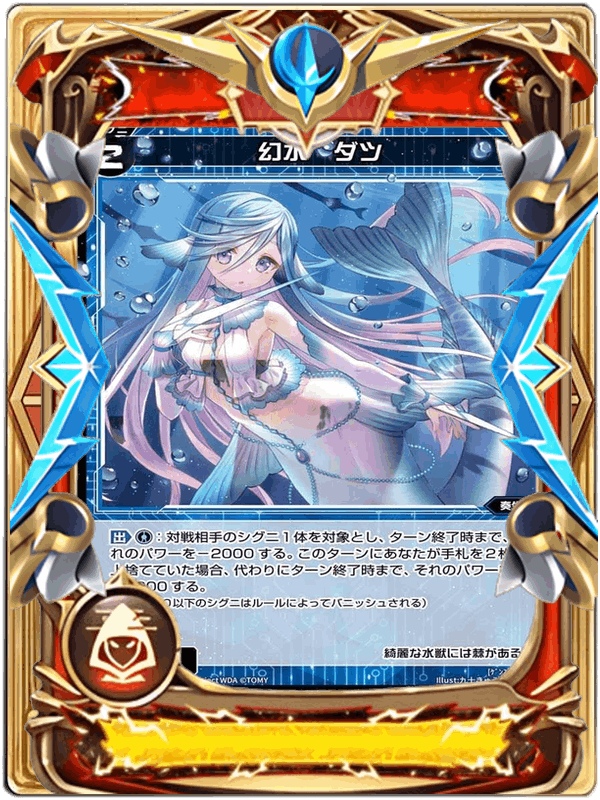 2
幻水 ダツ
出 :対戦相手のシグニ1体を対象とし、ターン終了時まで、
れのパワーを-2000する。このターンにあなたが手札を2枚
捨てていた場合、代わりにターン終了時まで、それのパワー
000する。
0以下のシグニはルールによってバニッシュされる)
綺麗な水獣には棘がある
ject WDA ©TOMY
Illust:九十